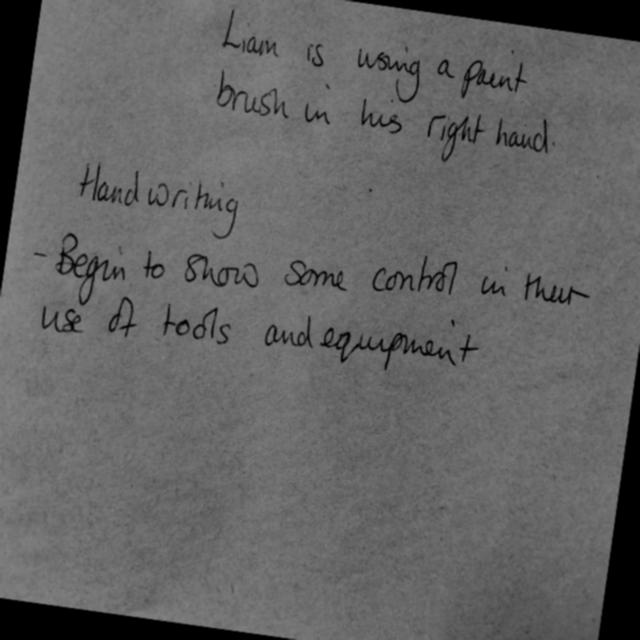 Liam is using a paint
brush in his right hand.
Handwriting
- Begin to show some control in their
use of tools and equipment